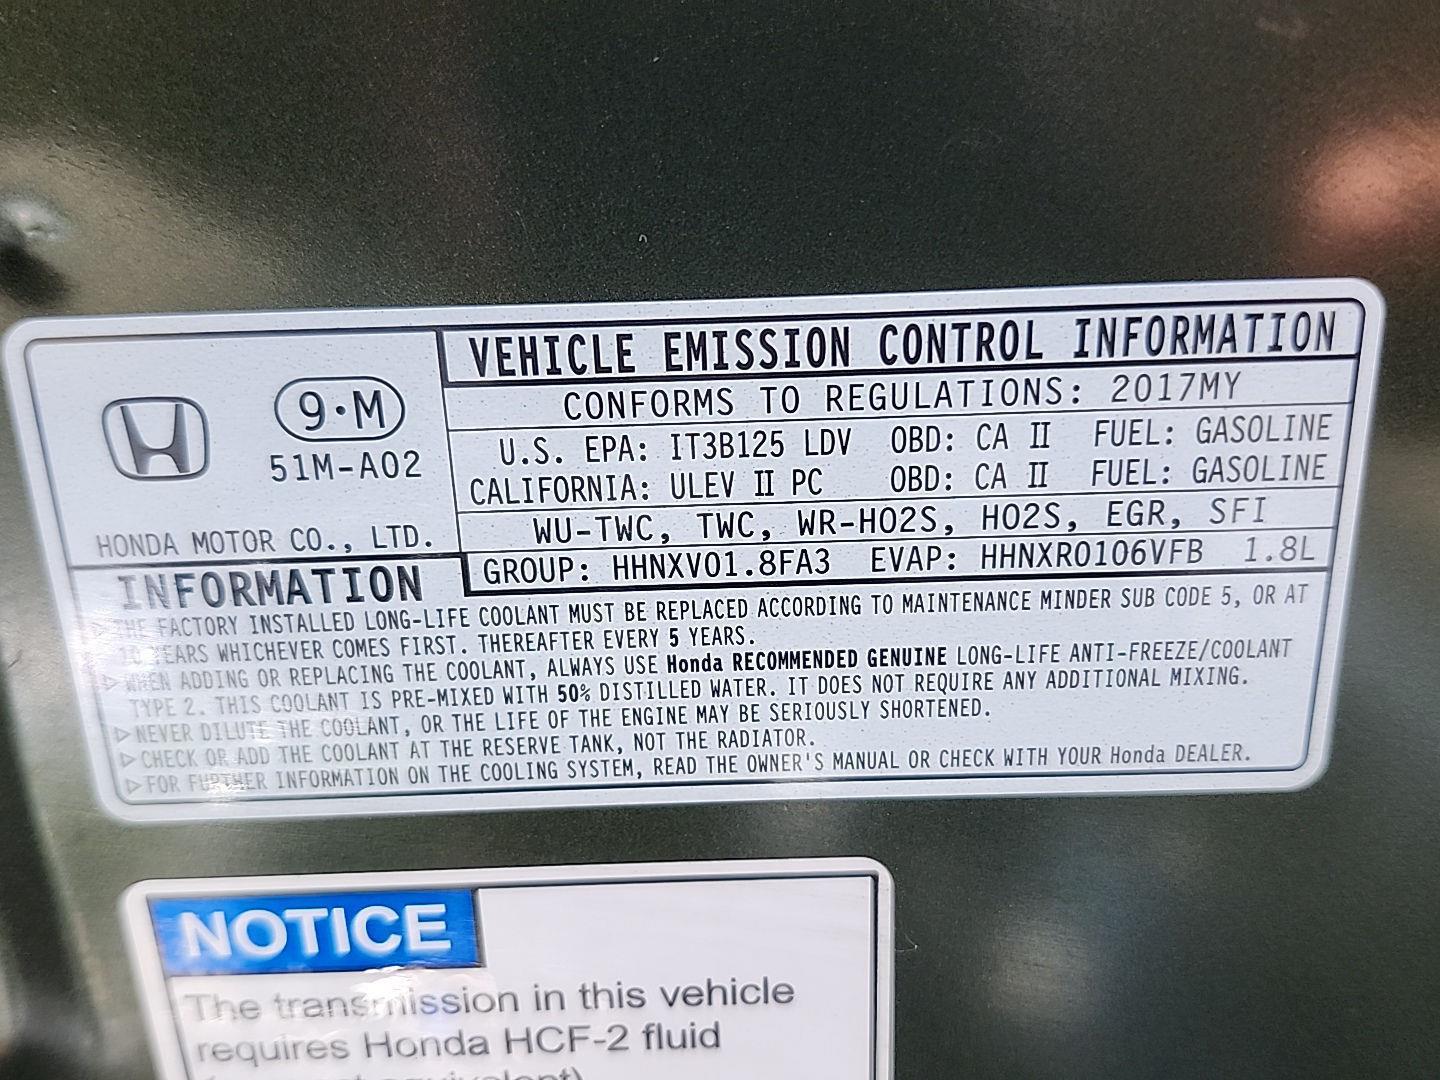 VEHICLE EMISSION CONTROL INFORMATION
CONFORMS TO REGULATIONS: 2017MY
U.S. EPA: IT3B125 LDV OBD: CA II FUEL: GASOLINE
CALIFORNIA: ULEV II PC OBD: CA II FUEL: GASOLINE
WU-TWC, TWC, WR-HO2S, HO2S, EGR, SFI
GROUP: HHNXV01.8FA3 EVAP: HHNXR0106VFB 1.8L
9·M
51M-A02
HONDA MOTOR CO., LTD.
INFORMATION
▷THE FACTORY INSTALLED LONG-LIFE COOLANT MUST BE REPLACED ACCORDING TO MAINTENANCE MINDER SUB CODE 5, OR AT
10 YEARS WHICHEVER COMES FIRST. THEREAFTER EVERY 5 YEARS.
▷WHEN ADDING OR REPLACING THE COOLANT, ALWAYS USE Honda RECOMMENDED GENUINE LONG-LIFE ANTI-FREEZE/COOLANT
TYPE 2. THIS COOLANT IS PRE-MIXED WITH 50% DISTILLED WATER. IT DOES NOT REQUIRE ANY ADDITIONAL MIXING.
▷NEVER DILUTE THE COOLANT, OR THE LIFE OF THE ENGINE MAY BE SERIOUSLY SHORTENED.
▷CHECK OR ADD THE COOLANT AT THE RESERVE TANK, NOT THE RADIATOR.
▷FOR FURTHER INFORMATION ON THE COOLING SYSTEM, READ THE OWNER'S MANUAL OR CHECK WITH YOUR Honda DEALER.
NOTICE
The transmission in this vehicle
requires Honda HCF-2 fluid